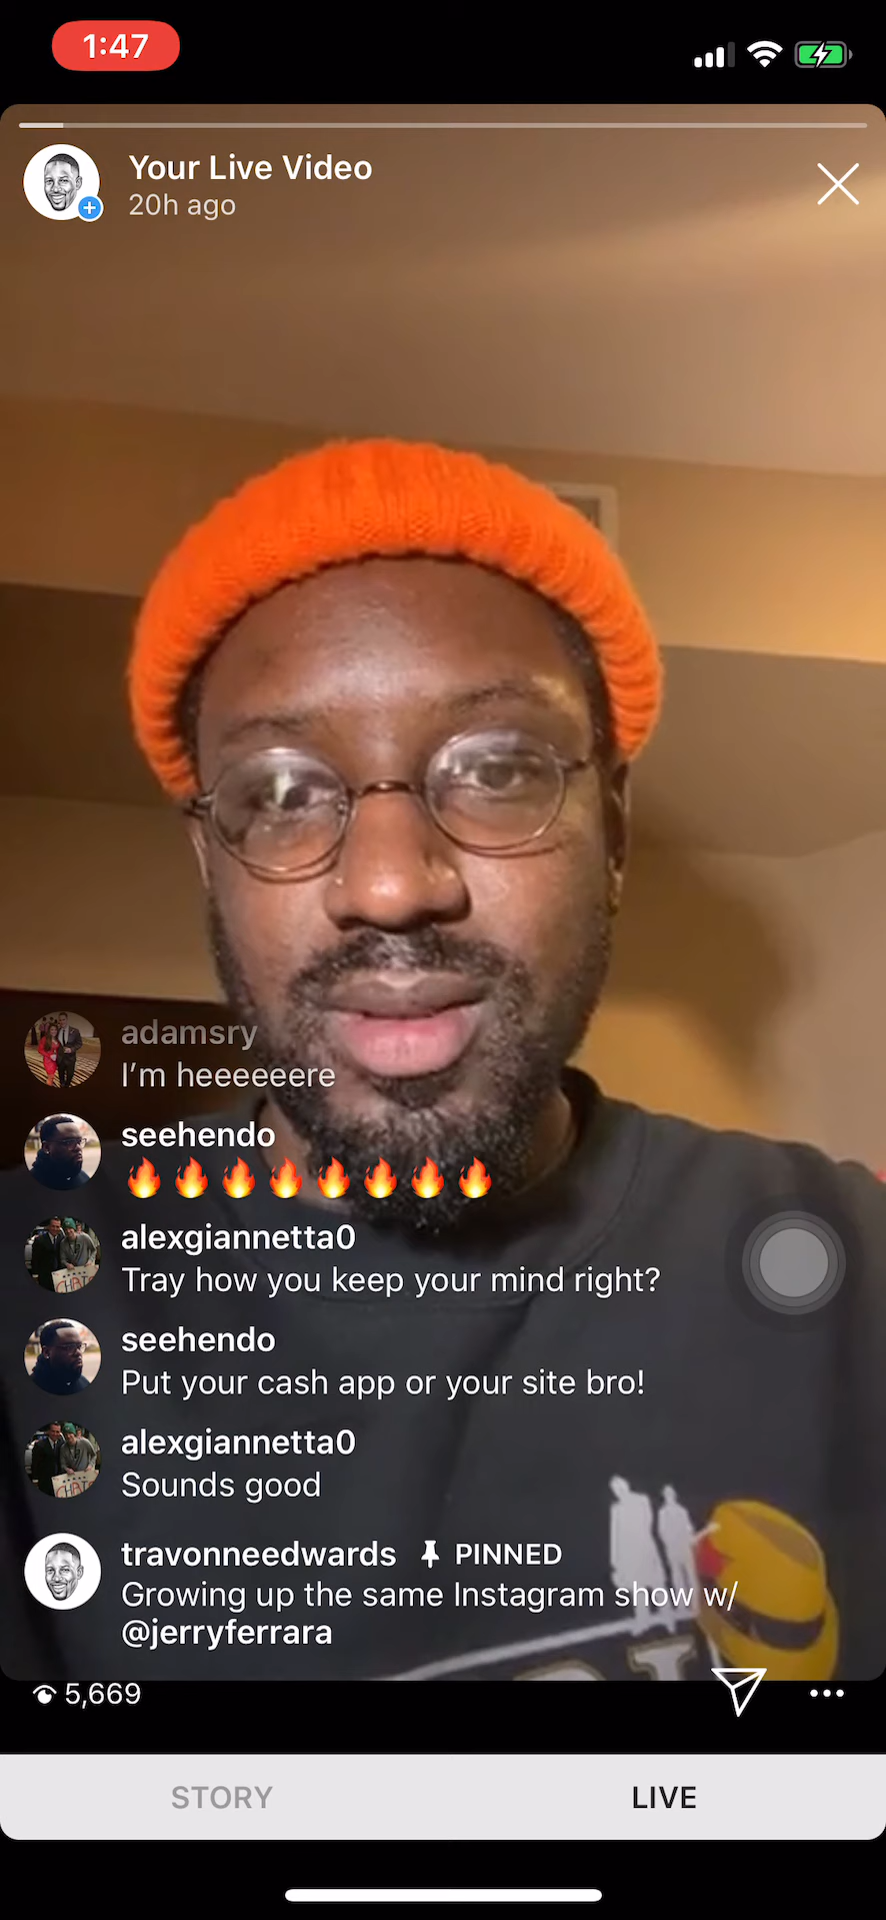 1:47
Your Live Video
20h ago
adamsry
I'm heeeeeere
seehendo
🔥🔥🔥🔥🔥🔥🔥🔥
alexgiannetta0
Tray how you keep your mind right?
seehendo
Put your cash app or your site bro!
alexgiannetta0
Sounds good
travonneedwards PINNED
Growing up the same Instagram show w/
@jerryferrara
5,669
STORY LIVE